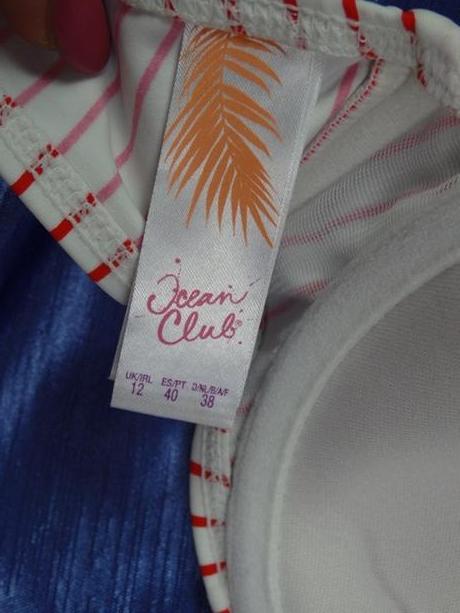 Ocean
Club®
UK/IRL ES/PT D/NL/B/A/F
12 40 38